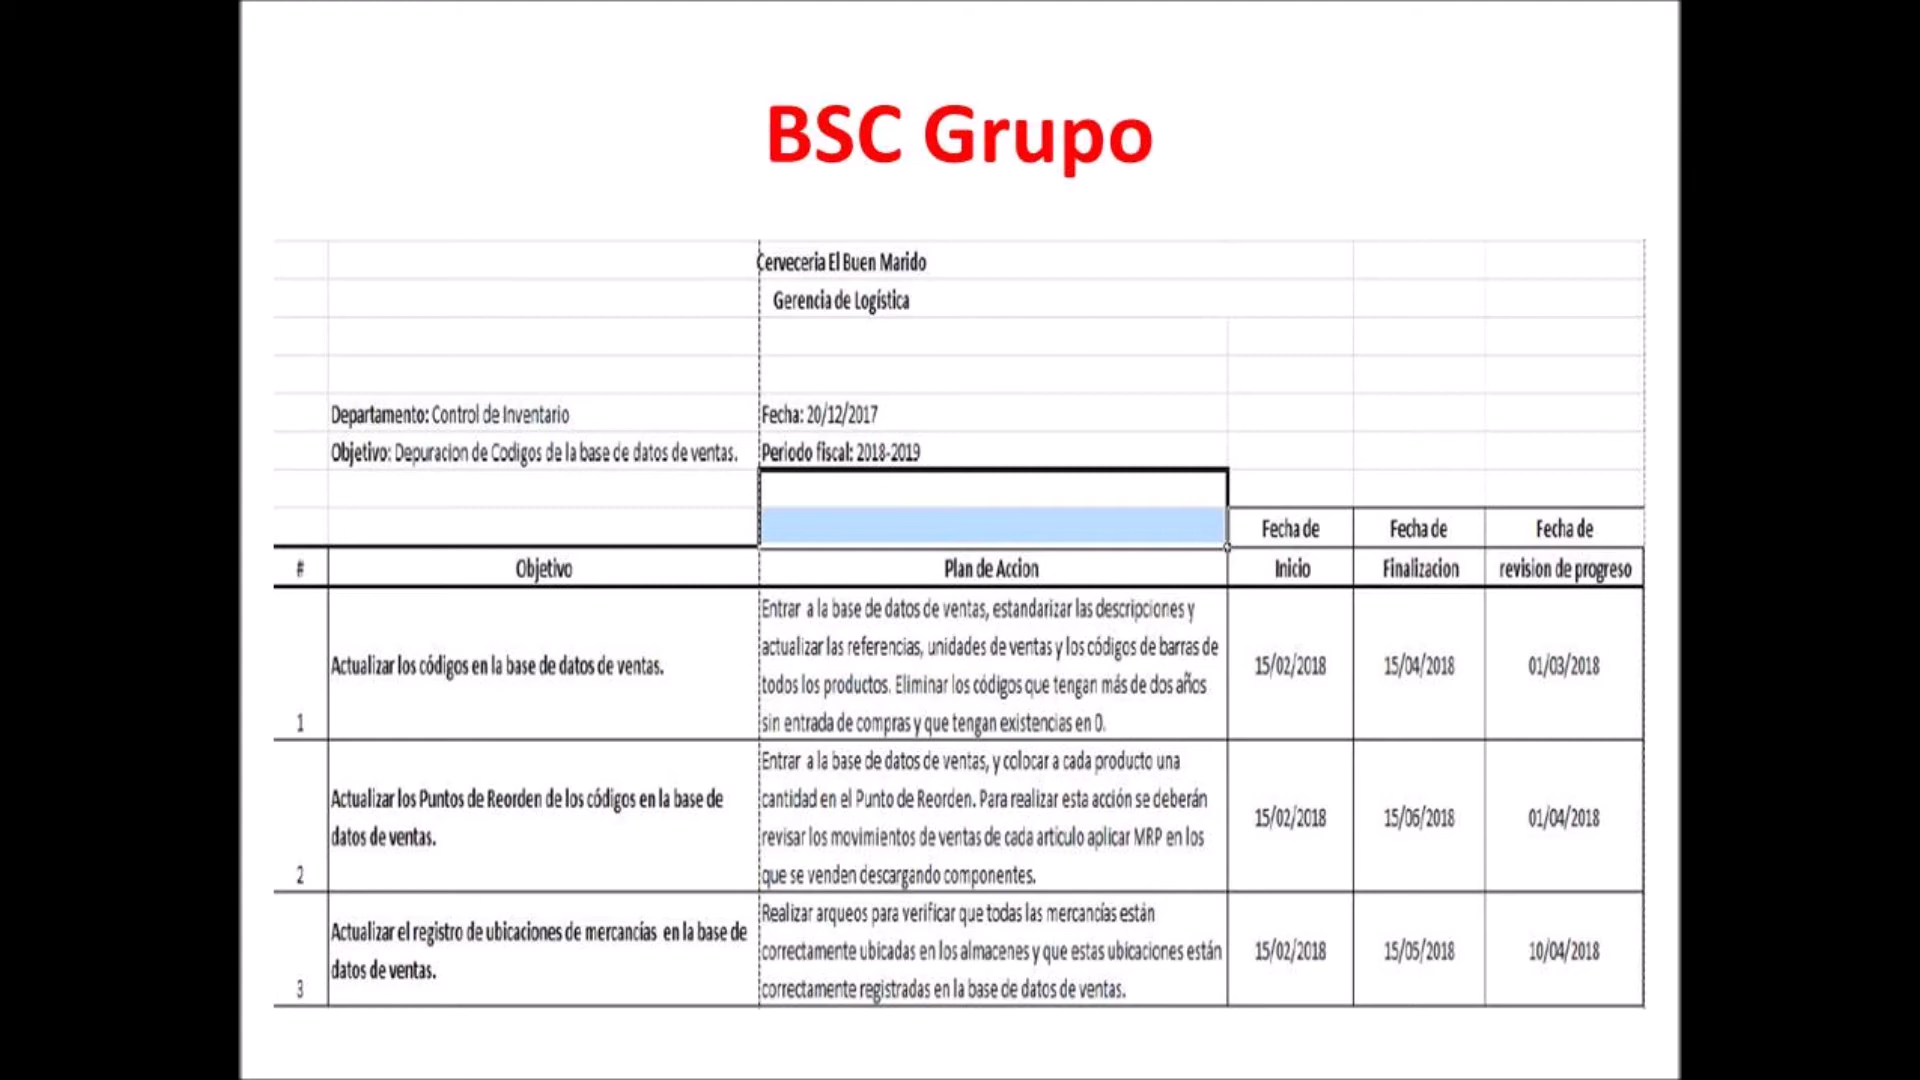 BSC Grupo
Cerveceria El Buen Marido
Gerencia de Logística
Departamento: Control de Inventario
Fecha: 20/12/2017
Objetivo: Depuracion de Codigos de la base de datos de ventas.
Periodo fiscal: 2018-2019
Fecha de
Fecha de
Fecha de
#
Objetivo
Plan de Accion
Inicio
Finalizacion
revision de progreso
1
Actualizar los códigos en la base de datos de ventas.
Entrar a la base de datos de ventas, estandarizar las descripciones y
actualizar las referencias, unidades de ventas y los códigos de barras de
todos los productos. Eliminar los códigos que tengan más de dos años
sin entrada de compras y que tengan existencias en 0.
15/02/2018
15/04/2018
01/03/2018
2
Actualizar los Puntos de Reorden de los códigos en la base de
datos de ventas.
Entrar a la base de datos de ventas, y colocar a cada producto una
cantidad en el Punto de Reorden. Para realizar esta acción se deberán
revisar los movimientos de ventas de cada articulo aplicar MRP en los
que se venden descargando componentes.
15/02/2018
15/06/2018
01/04/2018
3
Actualizar el registro de ubicaciones de mercancías en la base de
datos de ventas.
Realizar arqueos para verificar que todas las mercancías están
correctamente ubicadas en los almacenes y que estas ubicaciones están
correctamente registradas en la base de datos de ventas.
15/02/2018
15/05/2018
10/04/2018